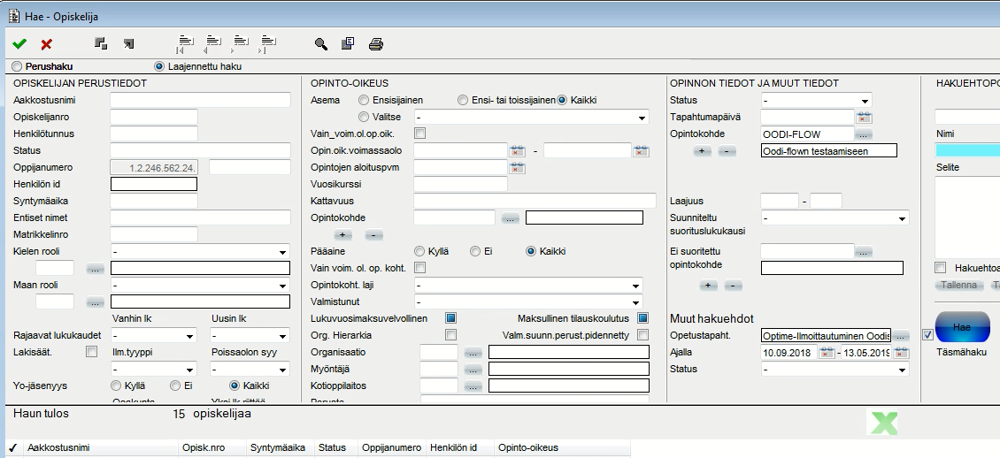 Hae - Opiskelija
Perushaku Laajennettu haku
OPISKELIJAN PERUSTIEDOT
Aakkostusnimi
Opiskelijanro
Henkilötunnus
Status
Oppijanumero 1.2.246.562.24.
Henkilön id
Syntymäaika
Entiset nimet
Matrikkelinro
Kielen rooli -
...
Maan rooli -
...
Vanhin lk Uusin lk
Rajaavat lukukaudet - -
Lakisäät. Ilm.tyyppi Poissaolon syy
- -
Yo-jäsenyys Kyllä Ei Kaikki
OPINTO-OIKEUS
Asema Ensisijainen Ensi- tai toissijainen Kaikki
Valitse -
Vain_voim.ol.op.oik.
Opin.oik.voimassaolo -
Opintojen aloituspvm
Vuosikurssi
Kattavuus
Opintokohde ...
+ -
Pääaine Kyllä Ei Kaikki
Vain voim. ol. op. koht.
Opintokoht. laji -
Valmistunut -
Lukuvuosimaksuvelvollinen Maksullinen tilauskoulutus
Org. Hierarkia Valm.suunn.perust.pidennetty
Organisaatio ...
Myöntäjä ...
Kotioppilaitos ...
OPINNON TIEDOT JA MUUT TIEDOT
Status -
Tapahtumapäivä
Opintokohde OODI-FLOW ...
+ - Oodi-flown testaamiseen
Laajuus -
Suunniteltu
suorituslukukausi -
Ei suoritettu ...
opintokohde
+ -
Muut hakuehdot
Opetustapaht. Optime-Ilmoittautuminen Oodis ...
Ajalla 10.09.2018 - 13.05.2019
Status -
HAKUEHTOPO
Nimi
Selite
Hakuehtoa
Tallenna
Hae
Täsmähaku
Haun tulos 15 opiskelijaa
Aakkostusnimi Opisk.nro Syntymäaika Status Oppijanumero Henkilön id Opinto-oikeus